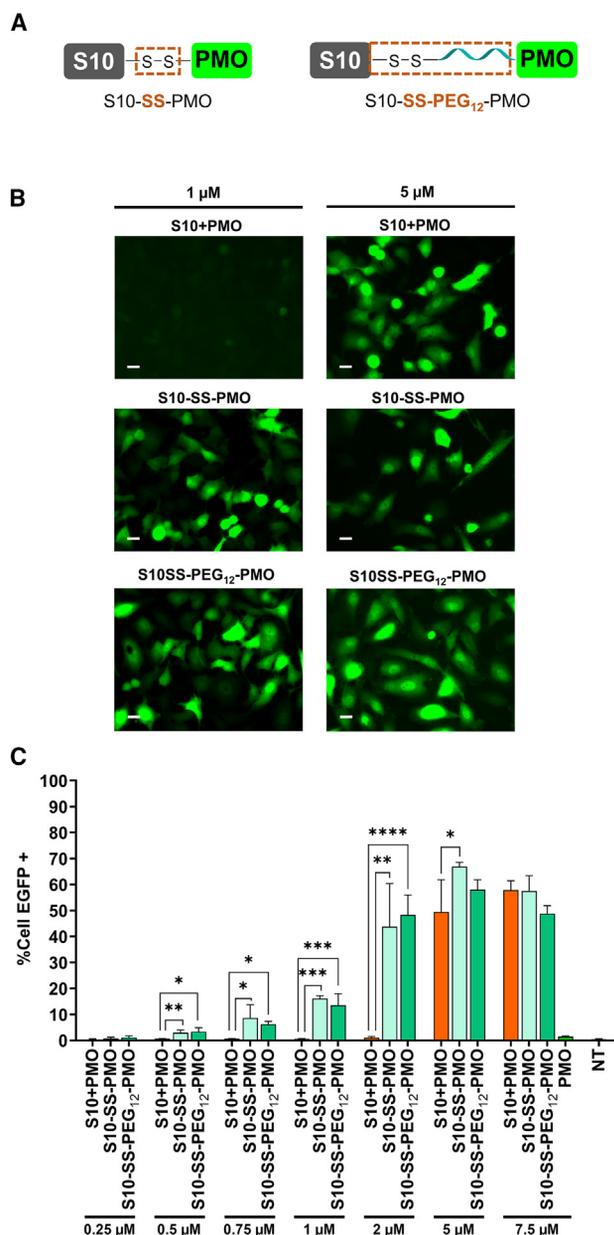 A
S10 S-S PMO
S10-SS-PMO
S10 S-S PMO
S10-SS-PEG12-PMO
B
1 µM
5 µM
S10+PMO
S10+PMO
S10-SS-PMO
S10-SS-PMO
S10SS-PEG12-PMO
S10SS-PEG12-PMO
C
%Cell EGFP +
100
90
80
70
60
50
40
30
20
10
0
*
**
*
*
***
***
****
**
*
S10+PMO
S10-SS-PMO
S10-SS-PEG12-PMO
S10+PMO
S10-SS-PMO
S10-SS-PEG12-PMO
S10+PMO
S10-SS-PMO
S10-SS-PEG12-PMO
S10+PMO
S10-SS-PMO
S10-SS-PEG12-PMO
S10+PMO
S10-SS-PMO
S10-SS-PEG12-PMO
S10+PMO
S10-SS-PMO
S10-SS-PEG12-PMO
S10+PMO
S10-SS-PMO
S10-SS-PEG12-PMO
PMO
NT
0.25 µM
0.5 µM
0.75 µM
1 µM
2 µM
5 µM
7.5 µM